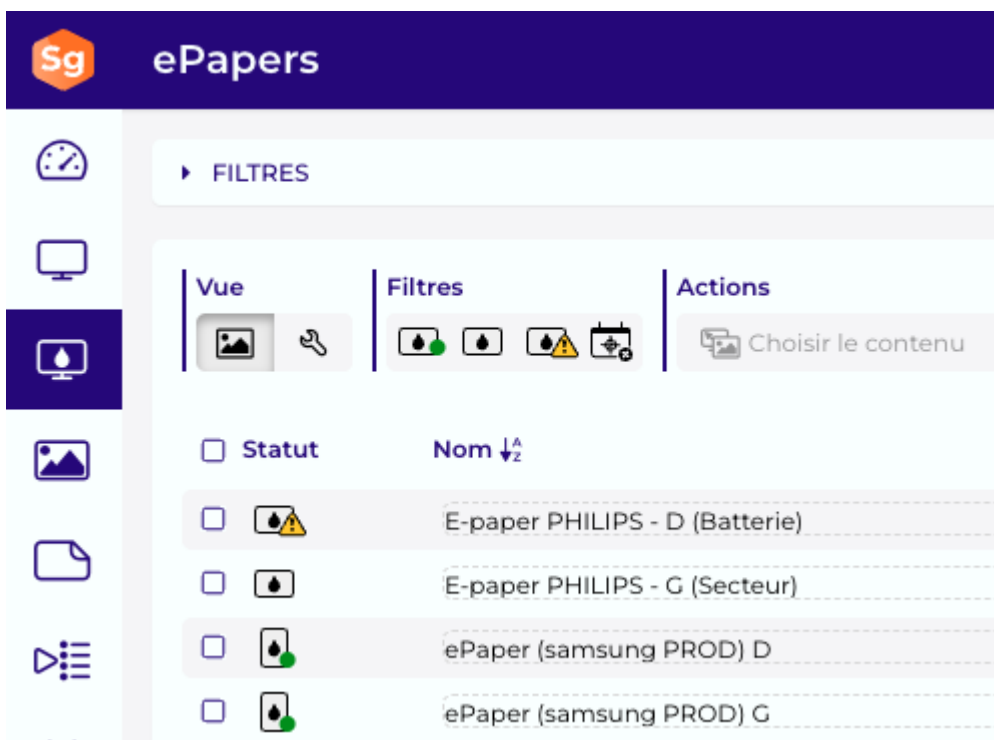 Sg ePapers
FILTRES
Vue Filtres Actions
Choisir le contenu
Statut Nom AZ
E-paper PHILIPS - D (Batterie)
E-paper PHILIPS - G (Secteur)
ePaper (samsung PROD) D
ePaper (samsung PROD) G